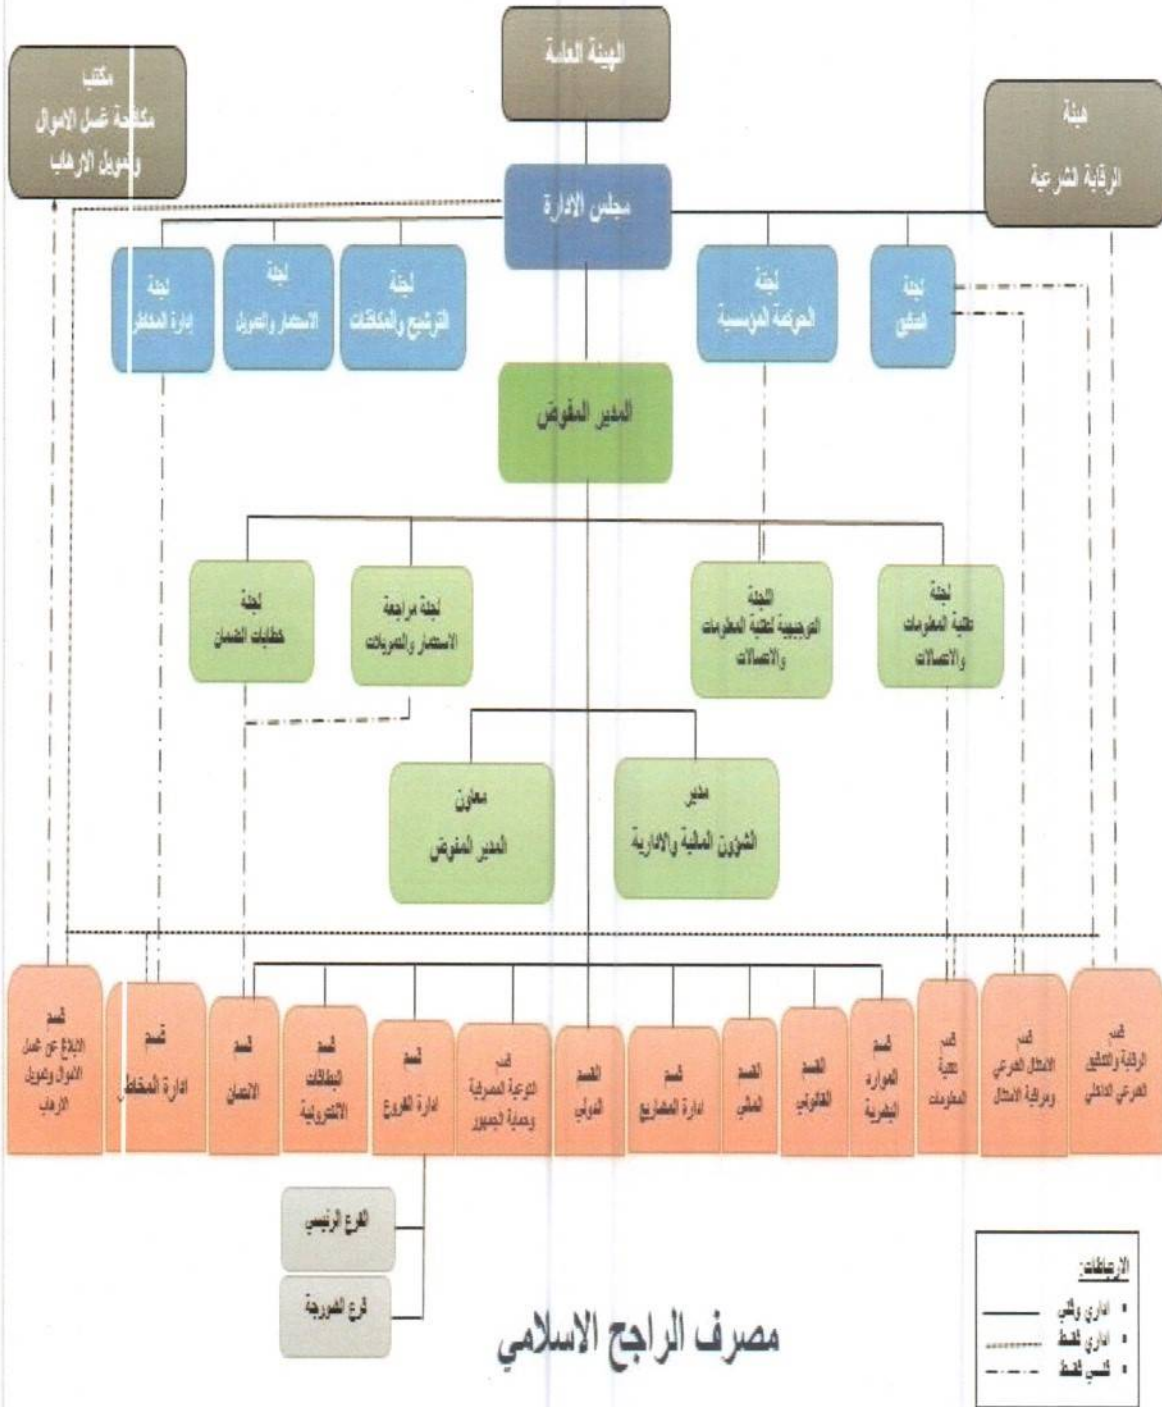 الهيئة العامة
هيئة
الرقابة الشرعية
مكتب
مكافحة غسل الاموال
وتمويل الارهاب
مجلس الادارة
لجنة
التدقيق
لجنة
الحوكمة المؤسسية
لجنة
الترشيح والمكافئات
لجنة
الاستثمار والتمويل
لجنة
إدارة المخاطر
المدير المفوض
لجنة
تقنية المعلومات
والاتصالات
اللجنة
التوجيهية لتقنية المعلومات
والاتصالات
لجنة مراجعة
الاستثمار والتمويلات
لجنة
خطابات الضمان
مدير
الشؤون المالية والادارية
معاون
المدير المفوض
قسم
الرقابة والتدقيق
الشرعي الداخلي
قسم
الامتثال الشرعي
ومراقبة الامتثال
قسم
تقنية
المعلومات
قسم
الموارد
البشرية
القسم
القانوني
القسم
المالي
قسم
ادارة المشاريع
القسم
الدولي
قسم
التوعية المصرفية
وحماية الجمهور
قسم
ادارة الفروع
قسم
البطاقات
الالكترونية
قسم
الائتمان
قسم
ادارة المخاطر
قسم
الابلاغ عن غسل
الاموال وتمويل
الارهاب
الفرع الرئيسي
فرع الشورجة
مصرف الراجح الاسلامي
الارتباطات:
▪ اداري وفني
▪ اداري فقط
▪ فني فقط